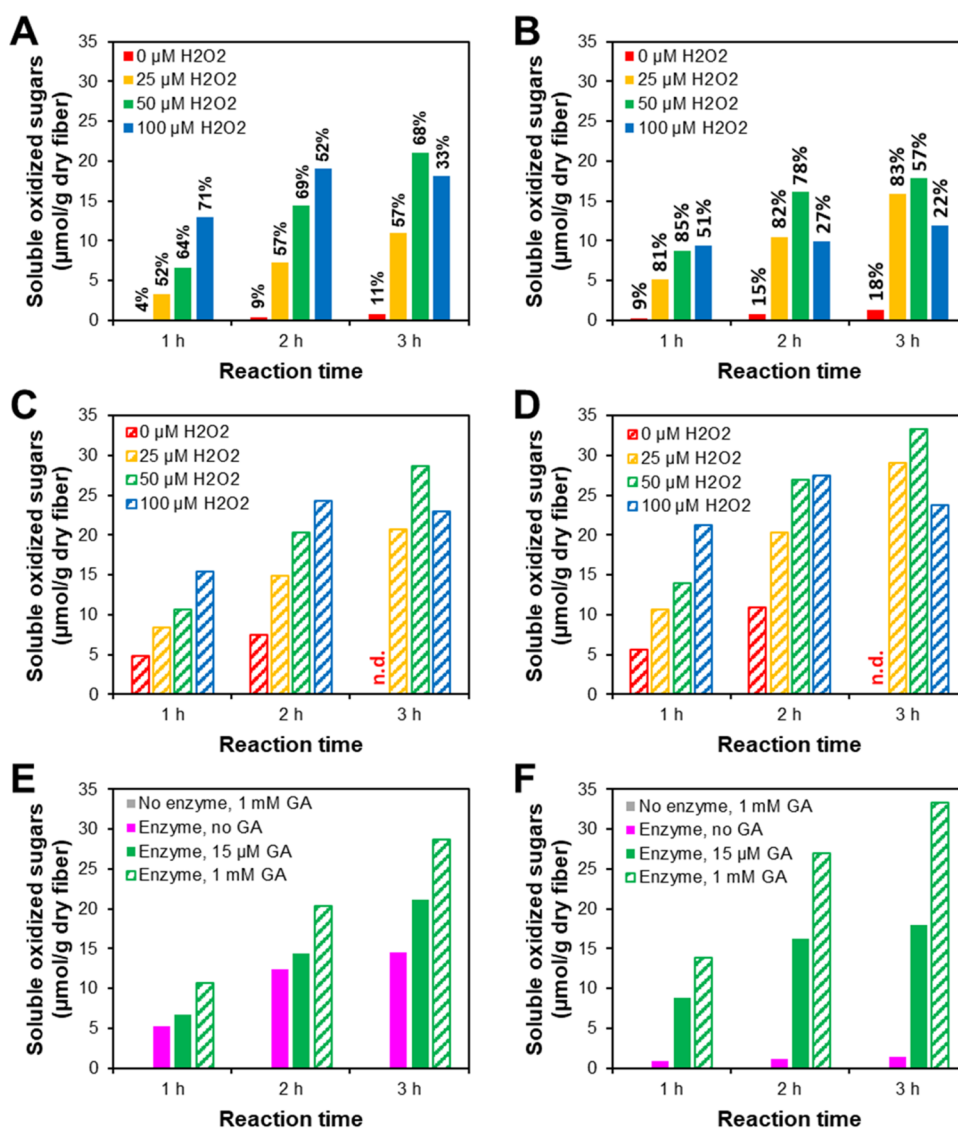 A
Soluble oxidized sugars
(µmol/g dry fiber)
35
30
25
20
15
10
5
0
0 µM H2O2
25 µM H2O2
50 µM H2O2
100 µM H2O2
4%
52%
64%
71%
9%
57%
69%
52%
11%
57%
68%
33%
1 h
2 h
3 h
Reaction time
B
Soluble oxidized sugars
(µmol/g dry fiber)
35
30
25
20
15
10
5
0
0 µM H2O2
25 µM H2O2
50 µM H2O2
100 µM H2O2
9%
81%
85%
51%
15%
82%
78%
27%
18%
83%
57%
22%
1 h
2 h
3 h
Reaction time
C
Soluble oxidized sugars
(µmol/g dry fiber)
35
30
25
20
15
10
5
0
0 µM H2O2
25 µM H2O2
50 µM H2O2
100 µM H2O2
n.d.
1 h
2 h
3 h
Reaction time
D
Soluble oxidized sugars
(µmol/g dry fiber)
35
30
25
20
15
10
5
0
0 µM H2O2
25 µM H2O2
50 µM H2O2
100 µM H2O2
n.d.
1 h
2 h
3 h
Reaction time
E
Soluble oxidized sugars
(µmol/g dry fiber)
35
30
25
20
15
10
5
0
No enzyme, 1 mM GA
Enzyme, no GA
Enzyme, 15 µM GA
Enzyme, 1 mM GA
1 h
2 h
3 h
Reaction time
F
Soluble oxidized sugars
(µmol/g dry fiber)
35
30
25
20
15
10
5
0
No enzyme, 1 mM GA
Enzyme, no GA
Enzyme, 15 µM GA
Enzyme, 1 mM GA
1 h
2 h
3 h
Reaction time